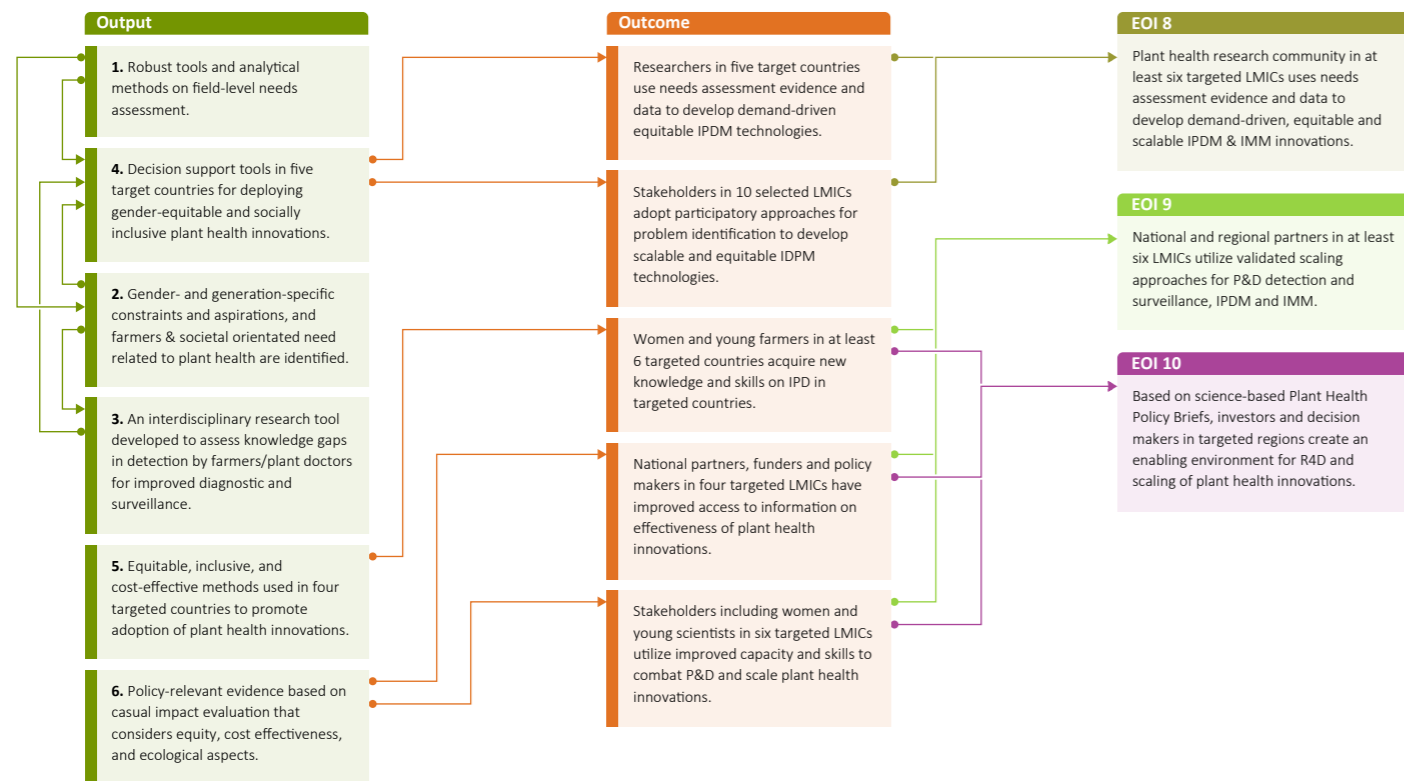 Output
1. Robust tools and analytical
methods on field-level needs
assessment.
4. Decision support tools in five
target countries for deploying
gender-equitable and socially
inclusive plant health innovations.
2. Gender- and generation-specific
constraints and aspirations, and
farmers & societal orientated need
related to plant health are identified.
3. An interdisciplinary research tool
developed to assess knowledge gaps
in detection by farmers/plant doctors
for improved diagnostic and
surveillance.
5. Equitable, inclusive, and
cost-effective methods used in four
targeted countries to promote
adoption of plant health innovations.
6. Policy-relevant evidence based on
casual impact evaluation that
considers equity, cost effectiveness,
and ecological aspects.
Outcome
Researchers in five target countries
use needs assessment evidence and
data to develop demand-driven
equitable IPDM technologies.
Stakeholders in 10 selected LMICs
adopt participatory approaches for
problem identification to develop
scalable and equitable IDPM
technologies.
Women and young farmers in at least
6 targeted countries acquire new
knowledge and skills on IPD in
targeted countries.
National partners, funders and policy
makers in four targeted LMICs have
improved access to information on
effectiveness of plant health
innovations.
Stakeholders including women and
young scientists in six targeted LMICs
utilize improved capacity and skills to
combat P&D and scale plant health
innovations.
EOI 8
Plant health research community in at
least six targeted LMICs uses needs
assessment evidence and data to
develop demand-driven, equitable and
scalable IPDM & IMM innovations.
EOI 9
National and regional partners in at least
six LMICs utilize validated scaling
approaches for P&D detection and
surveillance, IPDM and IMM.
EOI 10
Based on science-based Plant Health
Policy Briefs, investors and decision
makers in targeted regions create an
enabling environment for R4D and
scaling of plant health innovations.